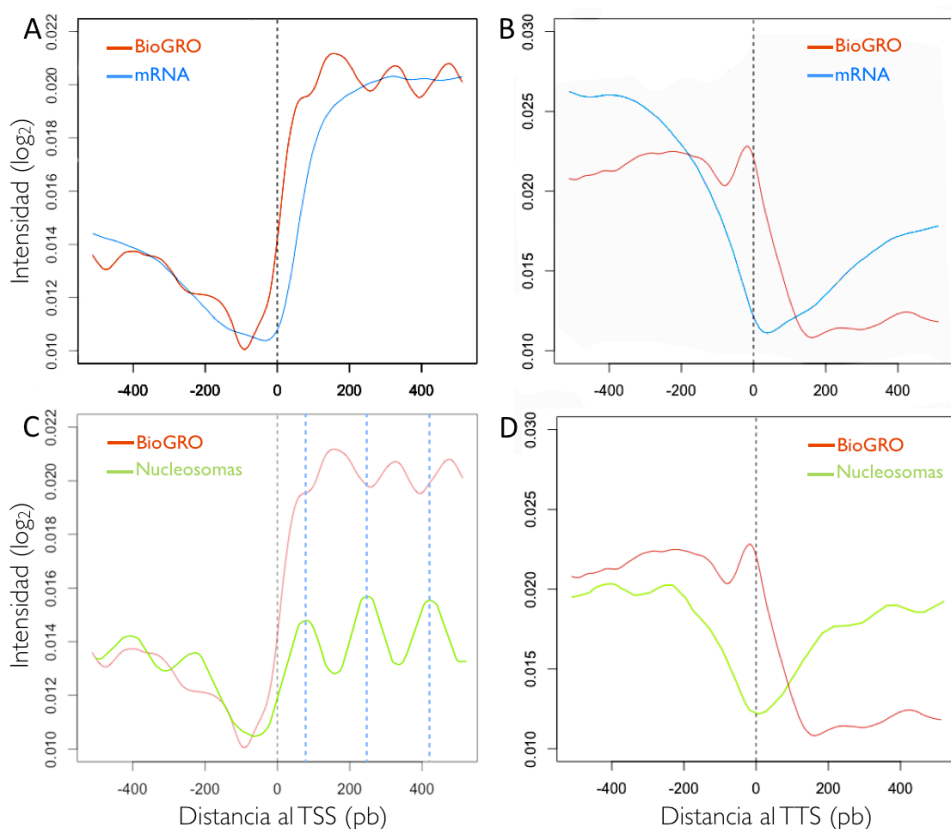 A
BioGRO
mRNA
Intensidad (log2)
0.022
0.020
0.018
0.016
0.014
0.012
0.010
-400 -200 0 200 400
B
BioGRO
mRNA
0.030
0.025
0.020
0.015
0.010
-400 -200 0 200 400
C
BioGRO
Nucleosomas
Intensidad (log2)
0.022
0.020
0.018
0.016
0.014
0.012
0.010
-400 -200 0 200 400
Distancia al TSS (pb)
D
BioGRO
Nucleosomas
0.030
0.025
0.020
0.015
0.010
-400 -200 0 200 400
Distancia al TTS (pb)